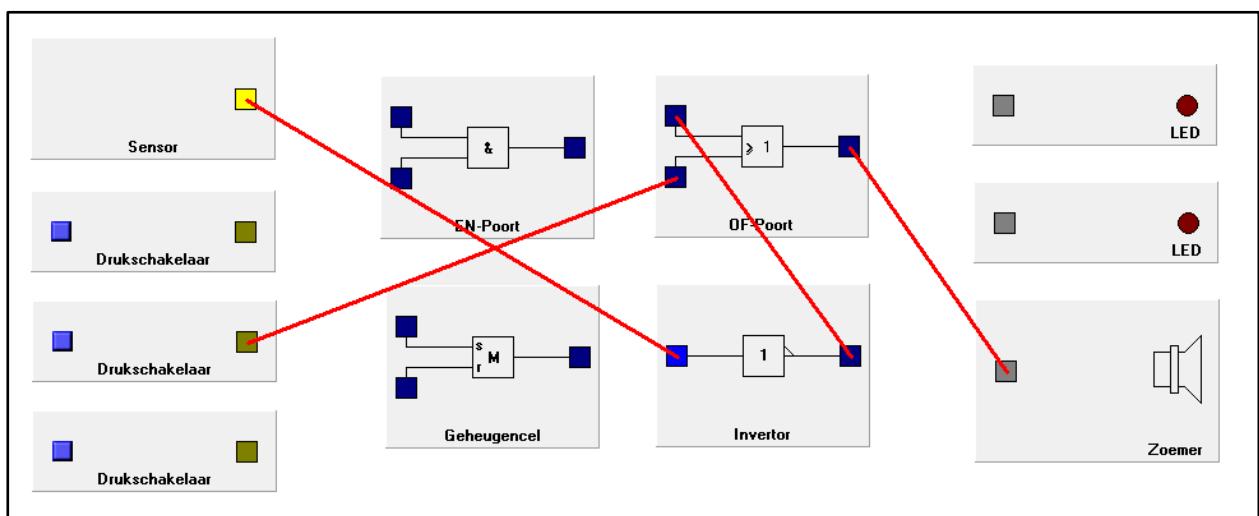 Sensor
Drukschakelaar
Drukschakelaar
Drukschakelaar
&
EN-Poort
s
r
M
Geheugencel
⩾ 1
OF-Poort
1
Invertor
LED
LED
Zoemer